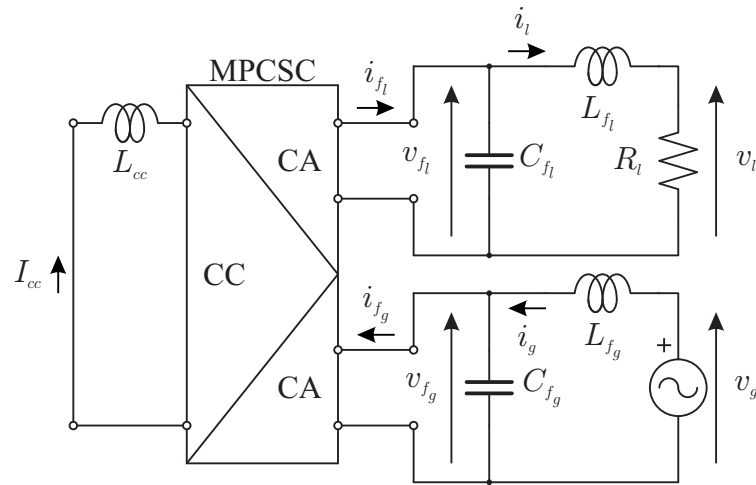 MPCSC
i_{f_l}
i_l
L_{cc}
CA
v_{f_l}
C_{f_l}
L_{f_l}
R_l
v_l
I_{cc}
CC
i_{f_g}
i_g
L_{f_g}
CA
v_{f_g}
C_{f_g}
+
v_g